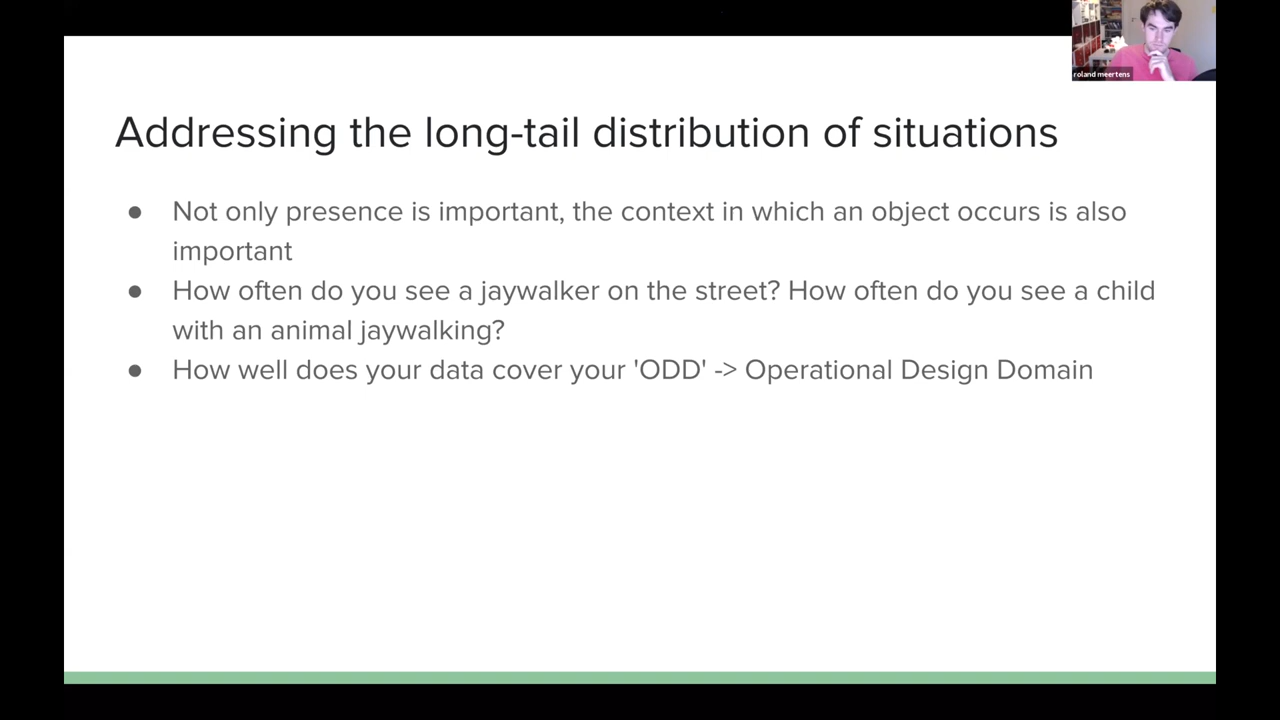 roland meertens
Addressing the long-tail distribution of situations
● Not only presence is important, the context in which an object occurs is also
important
● How often do you see a jaywalker on the street? How often do you see a child
with an animal jaywalking?
● How well does your data cover your 'ODD' -> Operational Design Domain